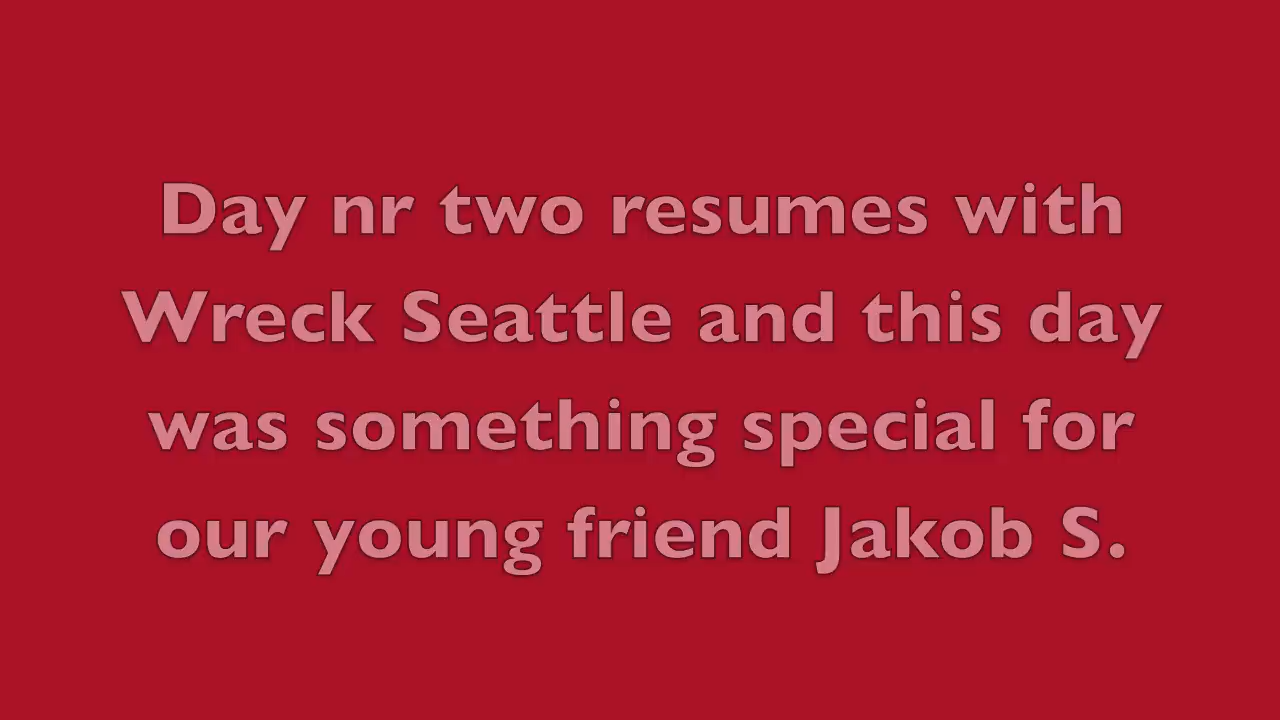 Day nr two resumes with
Wreck Seattle and this day
was something special for
our young friend Jakob S.